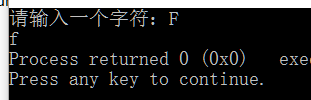 请输入一个字符：F
f
Process returned 0 (0x0)   exec
Press any key to continue.